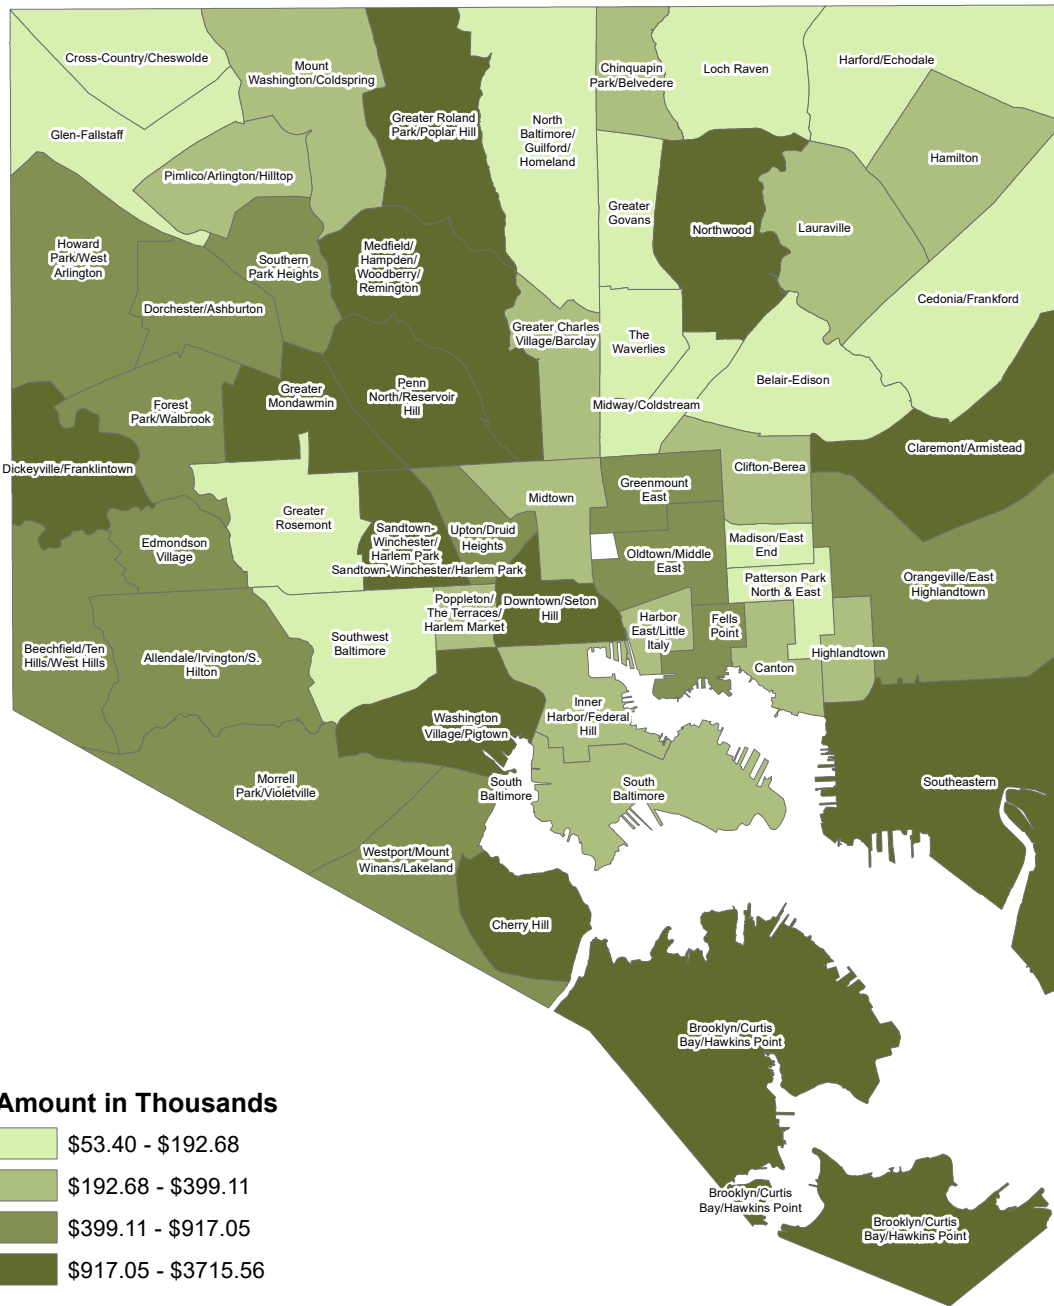 Cross-Country/Cheswolde
Mount
Washington/Coldspring
Greater Roland
Park/Poplar Hill
North
Baltimore/
Guilford/
Homeland
Chinquapin
Park/Belvedere
Loch Raven
Harford/Echodale
Glen-Fallstaff
Pimlico/Arlington/Hilltop
Hamilton
Greater
Govans
Northwood
Lauraville
Howard
Park/West
Arlington
Southern
Park Heights
Medfield/
Hampden/
Woodberry/
Remington
Dorchester/Ashburton
Cedonia/Frankford
Greater Charles
Village/Barclay
The
Waverlies
Belair-Edison
Greater
Mondawmin
Penn
North/Reservoir
Hill
Midway/Coldstream
Forest
Park/Walbrook
Dickeyville/Franklintown
Claremont/Armistead
Clifton-Berea
Greenmount
East
Midtown
Greater
Rosemont
Sandtown-
Winchester/
Harlem Park
Upton/Druid
Heights
Edmondson
Village
Madison/East
End
Oldtown/Middle
East
Sandtown-Winchester/Harlem Park
Patterson Park
North & East
Orangeville/East
Highlandtown
Poppleton/
The Terraces/
Harlem Market
Downtown/Seton
Hill
Harbor
East/Little
Italy
Fells
Point
Southwest
Baltimore
Beechfield/Ten
Hills/West Hills
Allendale/Irvington/S.
Hilton
Highlandtown
Canton
Washington
Village/Pigtown
Inner
Harbor/Federal
Hill
Morrell
Park/Violetville
South
Baltimore
South
Baltimore
Southeastern
Westport/Mount
Winans/Lakeland
Cherry Hill
Brooklyn/Curtis
Bay/Hawkins Point
Brooklyn/Curtis
Bay/Hawkins Point
Brooklyn/Curtis
Bay/Hawkins Point
Amount in Thousands
$53.40 - $192.68
$192.68 - $399.11
$399.11 - $917.05
$917.05 - $3715.56